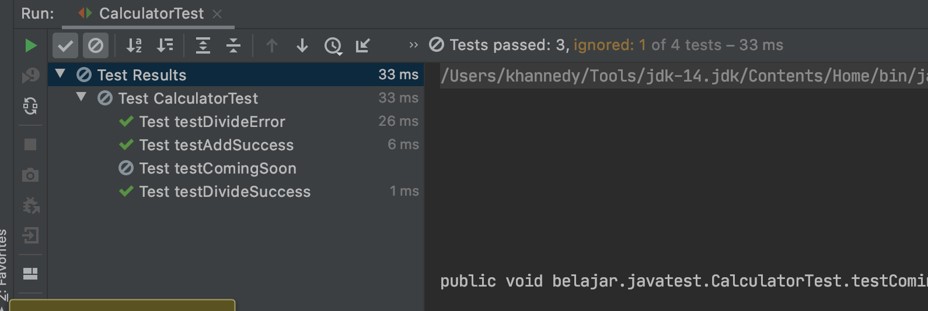 Run: CalculatorTest
Tests passed: 3, ignored: 1 of 4 tests – 33 ms
Test Results 33 ms
/Users/khannedy/Tools/jdk-14.jdk/Contents/Home/bin/
Test CalculatorTest 33 ms
Test testDivideError 26 ms
Test testAddSuccess 6 ms
Test testComingSoon
Test testDivideSuccess 1 ms
public void belajar.javatest.CalculatorTest.testComi
Z: Favorites